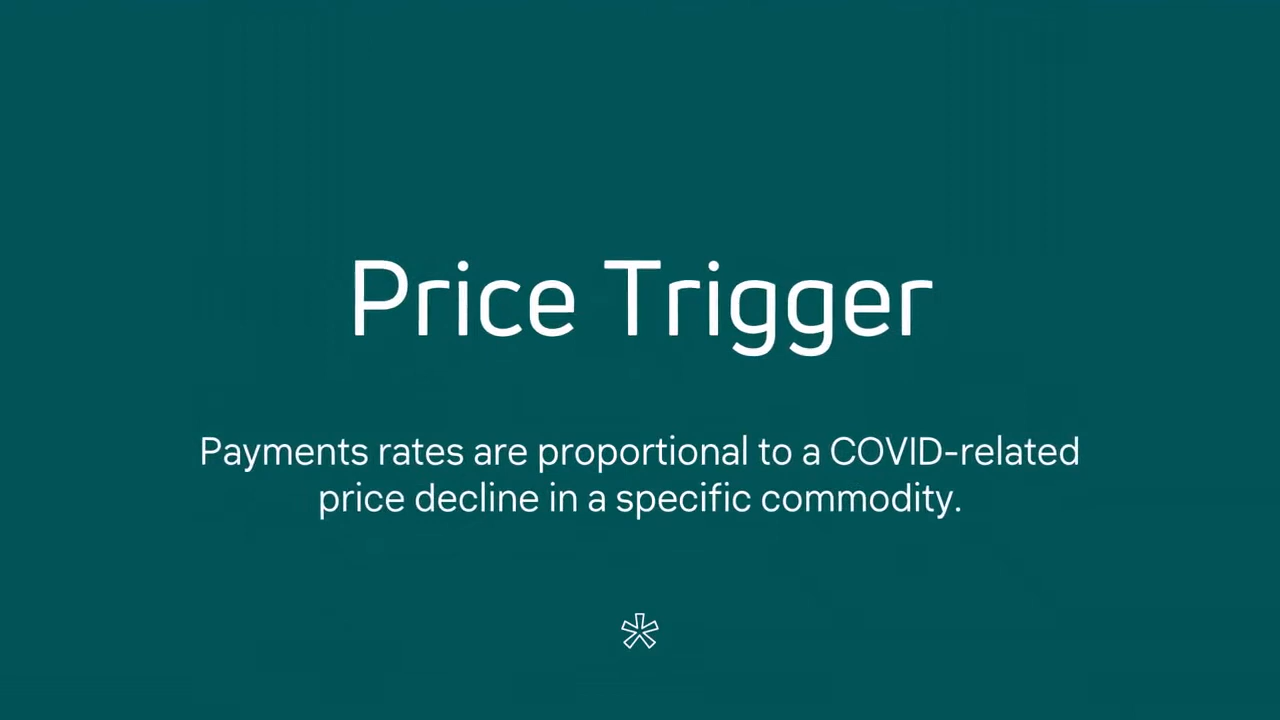 Price Trigger
Payments rates are proportional to a COVID-related
price decline in a specific commodity.